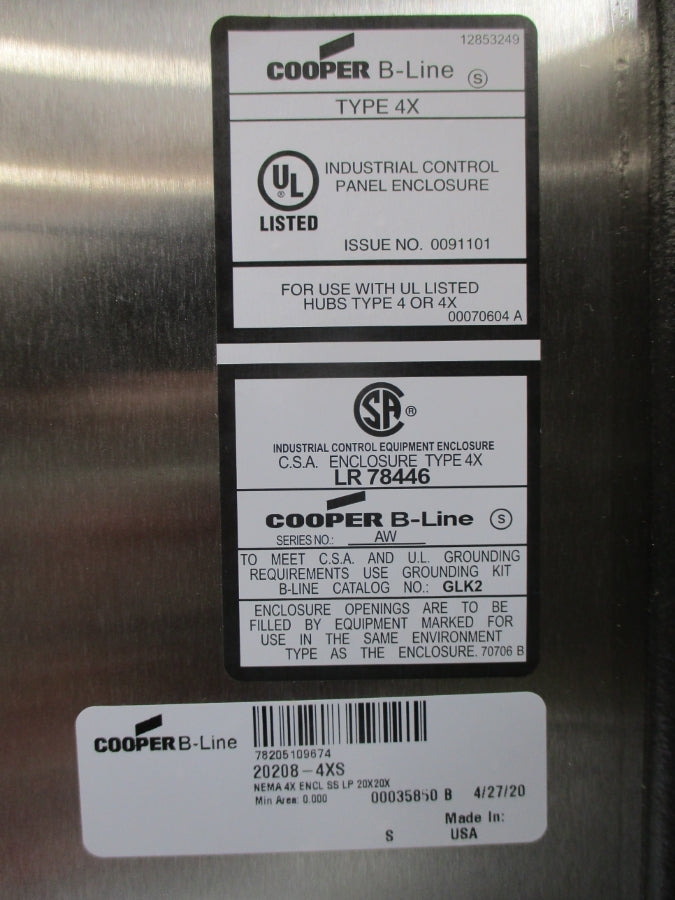 12853249
COOPER B-Line S
TYPE 4X
UL ®
LISTED
INDUSTRIAL CONTROL
PANEL ENCLOSURE
ISSUE NO. 0091101
FOR USE WITH UL LISTED
HUBS TYPE 4 OR 4X
00070604 A
SA ®
INDUSTRIAL CONTROL EQUIPMENT ENCLOSURE
C.S.A. ENCLOSURE TYPE 4X
LR 78446
COOPER B-Line S
SERIES NO.: AW
TO MEET C.S.A. AND U.L. GROUNDING
REQUIREMENTS USE GROUNDING KIT
B-LINE CATALOG NO.: GLK2
ENCLOSURE OPENINGS ARE TO BE
FILLED BY EQUIPMENT MARKED FOR
USE IN THE SAME ENVIRONMENT
TYPE AS THE ENCLOSURE. 70706 B
COOPER B-Line
78205109674
20208-4XS
NEMA 4X ENCL SS LP 20X20X
Min Area: 0.000 00035850 B 4/27/20
Made In:
S USA